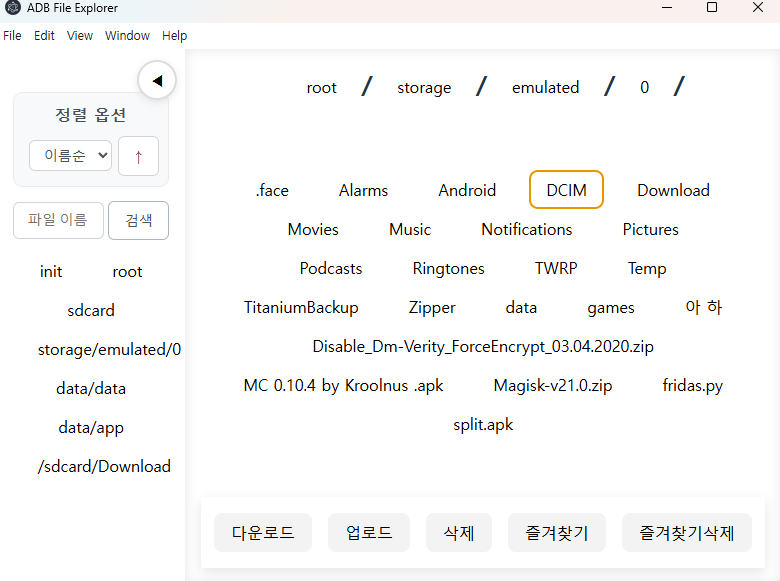 ADB File Explorer
File Edit View Window Help
◀
정렬 옵션
이름순 ↑
파일 이름 검색
init root
sdcard
storage/emulated/0
data/data
data/app
/sdcard/Download
root / storage / emulated / 0 /
.face Alarms Android DCIM Download
Movies Music Notifications Pictures
Podcasts Ringtones TWRP Temp
TitaniumBackup Zipper data games 아 하
Disable_Dm-Verity_ForceEncrypt_03.04.2020.zip
MC 0.10.4 by Kroolnus .apk Magisk-v21.0.zip fridas.py
split.apk
다운로드 업로드 삭제 즐겨찾기 즐겨찾기삭제